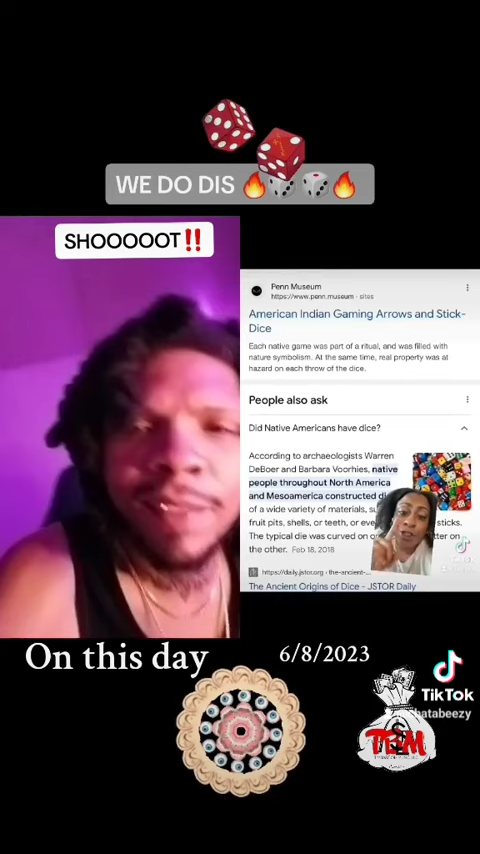 WE DO DIS
SHOOOOOT‼
Penn Museum
https://www.penn.museum › sites
American Indian Gaming Arrows and Stick-
Dice
Each native game was part of a ritual, and was filled with
nature symbolism. At the same time, real property was at
hazard on each throw of the dice.
People also ask
Did Native Americans have dice?
According to archaeologists Warren
DeBoer and Barbara Voorhies, native
people throughout North America
and Mesoamerica constructed
of a wide variety of materials,
fruit pits, shells, or teeth, or sticks.
The typical die was curved on on
the other. Feb 18, 2018
https://daily.jstor.org › the-ancient-...
The Ancient Origins of Dice - JSTOR Daily
On this day
6/8/2023
TikTok
TBM